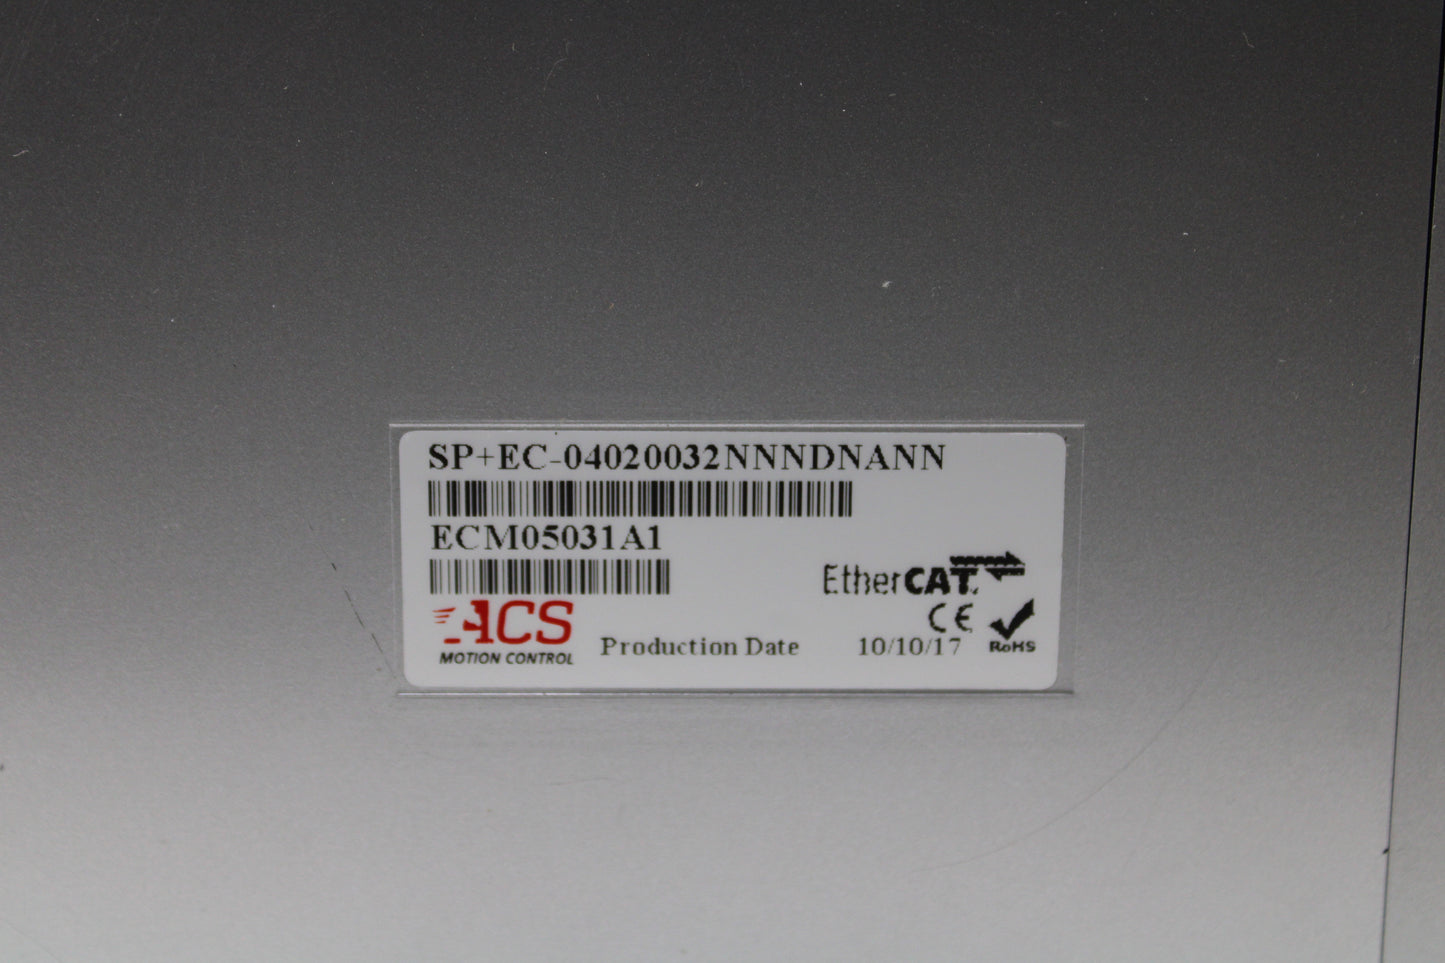 SP+EC-04020032NNNDNANN
ECM05031A1
EtherCAT
CE
ACS
MOTION CONTROL
Production Date 10/10/17
RoHS